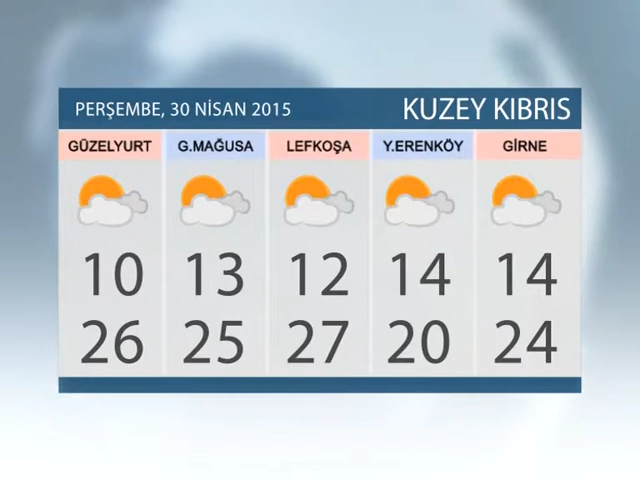 PERŞEMBE, 30 NİSAN 2015 KUZEY KIBRIS
GÜZELYURT G.MAĞUSA LEFKOŞA Y.ERENKÖY GİRNE
10 13 12 14 14
26 25 27 20 24